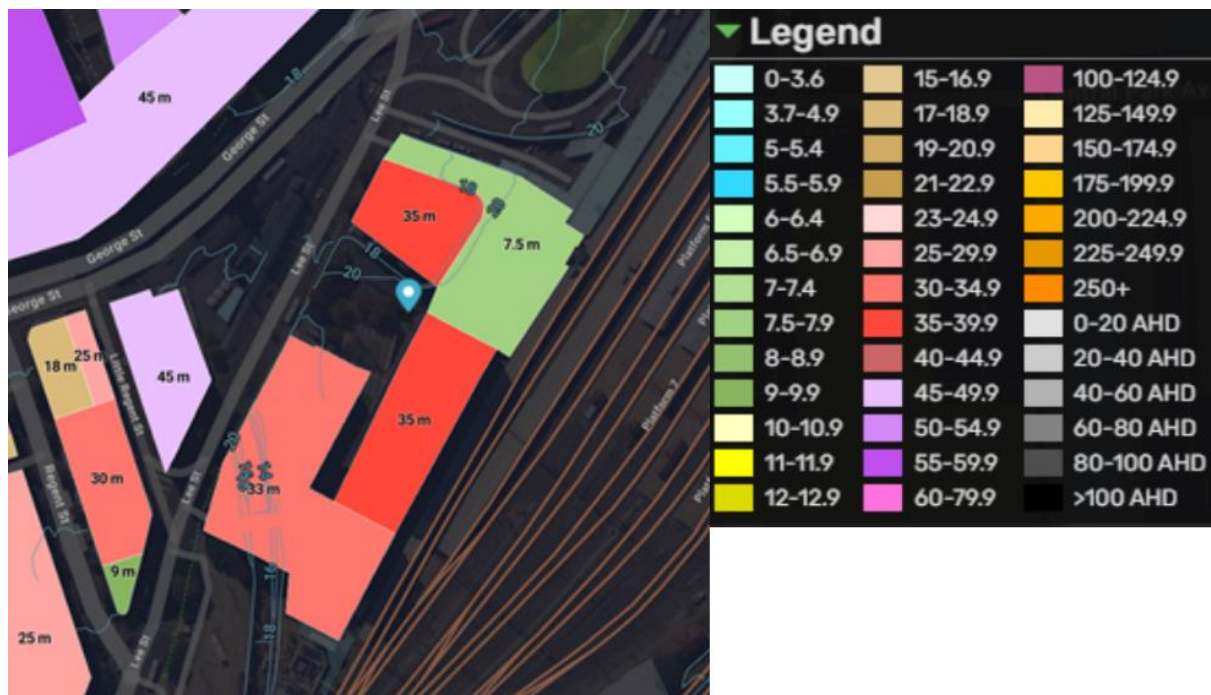 18
45 m
Lee St
George St
20
18
20
35 m
7.5 m
George St
Lee St
18
20
Platform
George St
25 m
18 m
Little Regent St
45 m
35 m
Platform 7
20
30 m
33 m
Regent St
Lee St
9 m
16
25 m
18
Lee St
Legend
0-3.6
3.7-4.9
5-5.4
5.5-5.9
6-6.4
6.5-6.9
7-7.4
7.5-7.9
8-8.9
9-9.9
10-10.9
11-11.9
12-12.9
15-16.9
17-18.9
19-20.9
21-22.9
23-24.9
25-29.9
30-34.9
35-39.9
40-44.9
45-49.9
50-54.9
55-59.9
60-79.9
100-124.9
125-149.9
150-174.9
175-199.9
200-224.9
225-249.9
250+
0-20 AHD
20-40 AHD
40-60 AHD
60-80 AHD
80-100 AHD
>100 AHD